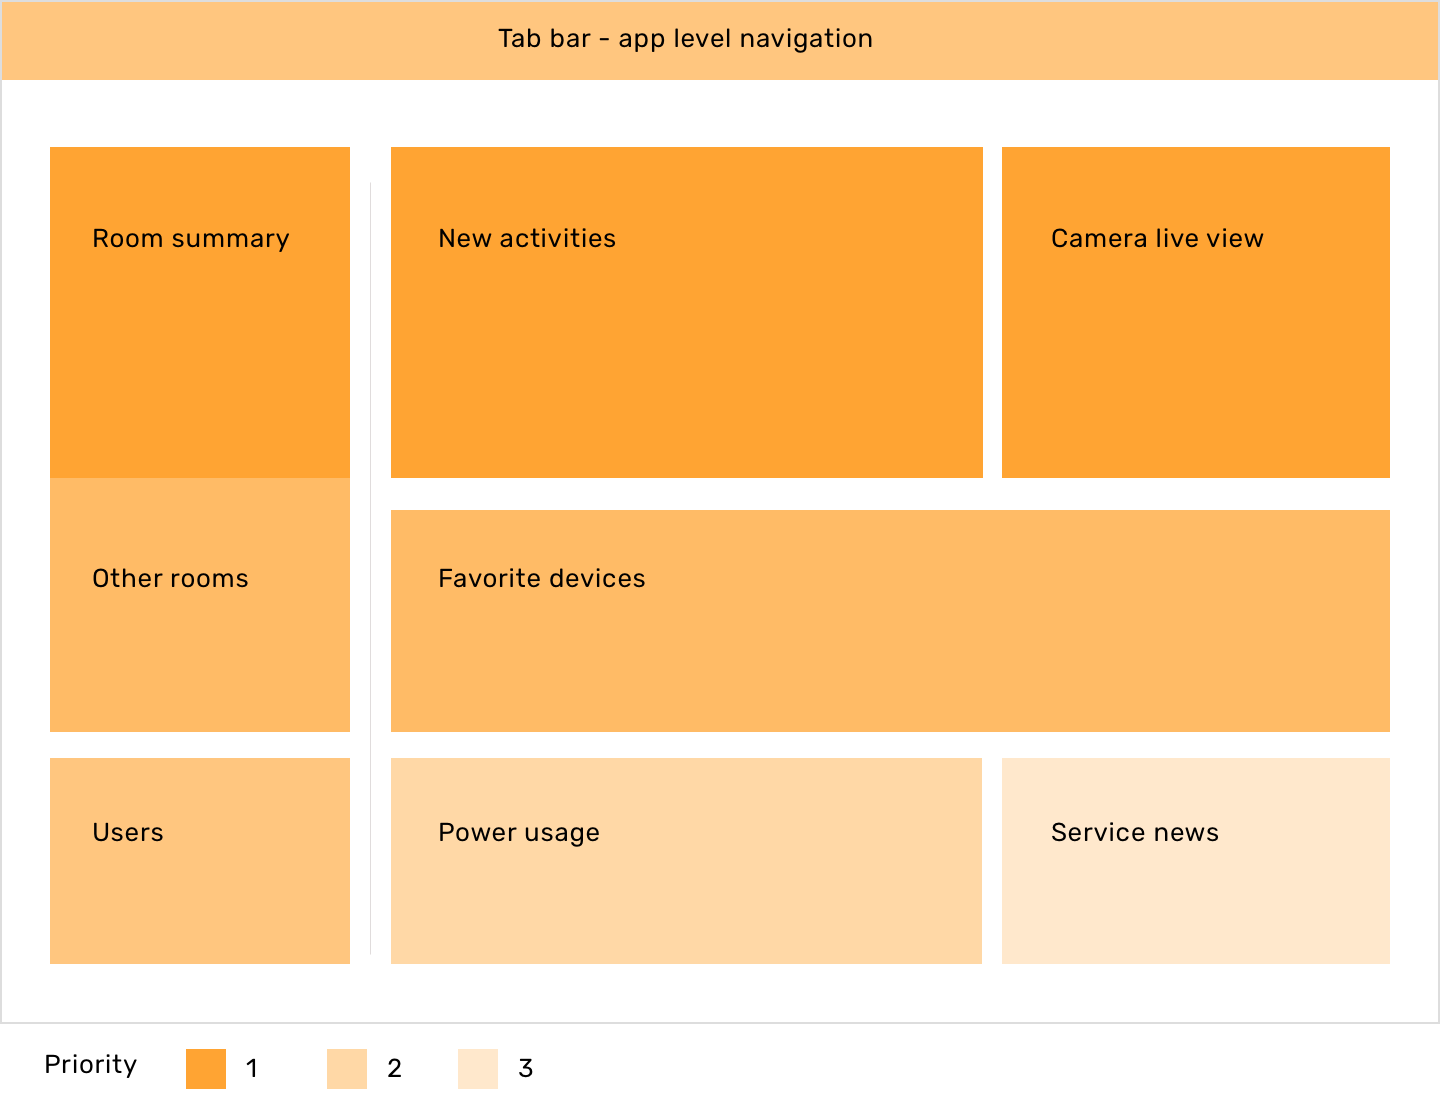 Tab bar - app level navigation
Room summary
New activities
Camera live view
Other rooms
Favorite devices
Users
Power usage
Service news
Priority 1 2 3